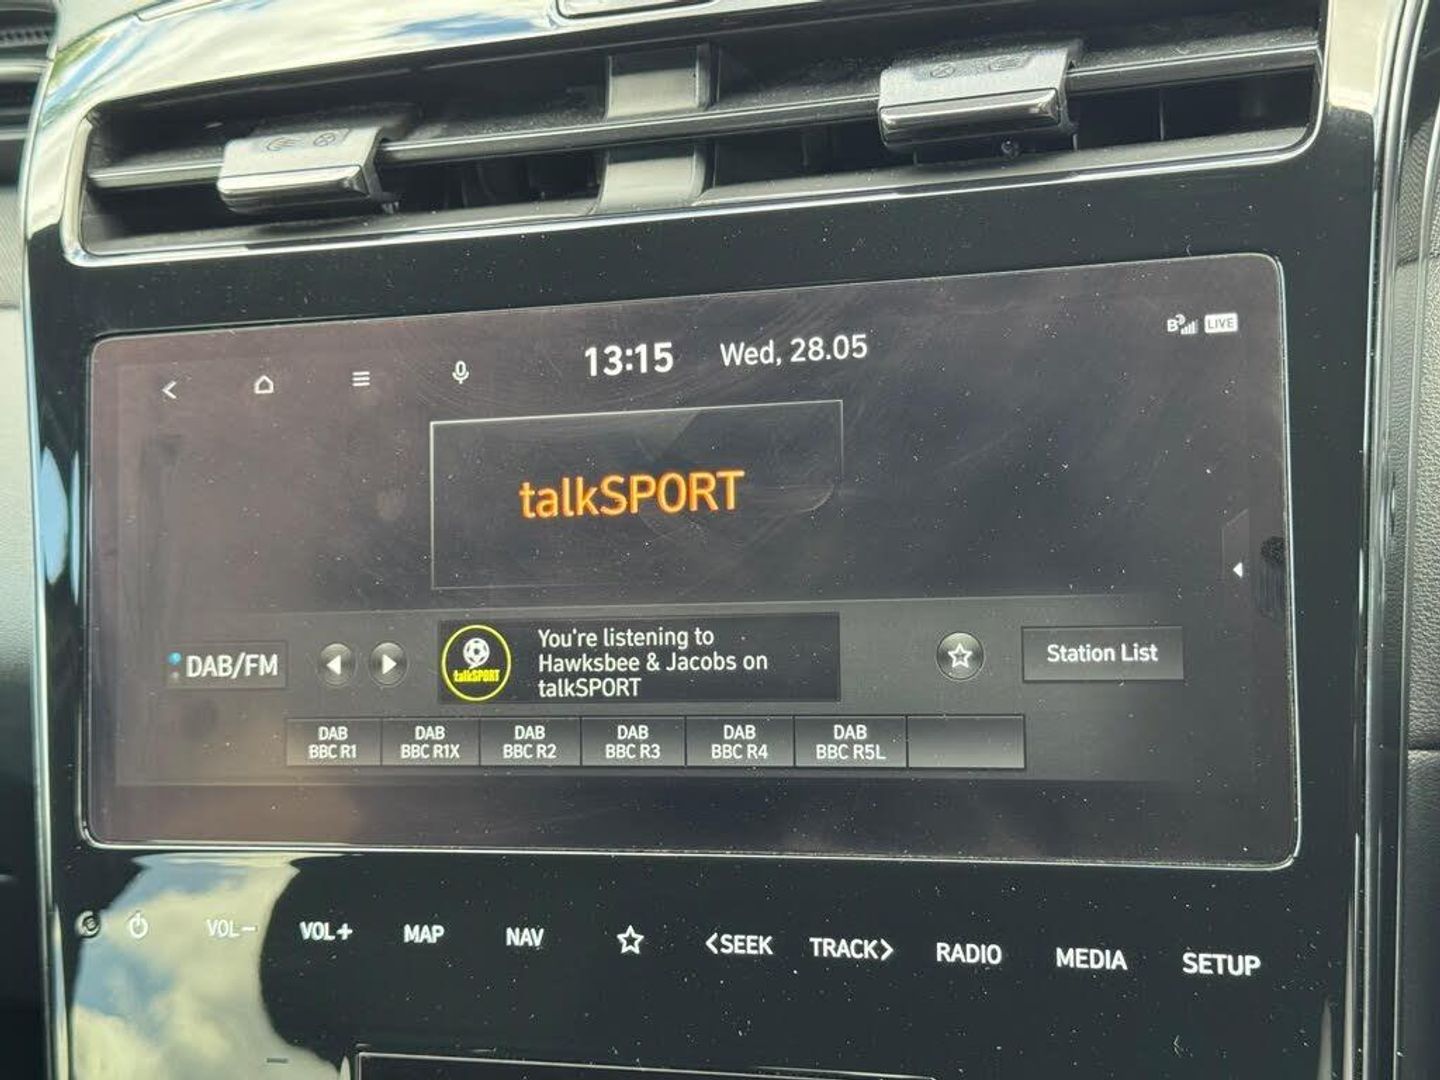 13:15 Wed, 28.05 B LIVE
talkSPORT
DAB/FM
talkSPORT
You're listening to
Hawksbee & Jacobs on
talkSPORT
Station List
DAB
BBC R1
DAB
BBC R1X
DAB
BBC R2
DAB
BBC R3
DAB
BBC R4
DAB
BBC R5L
VOL− VOL+ MAP NAV <SEEK TRACK> RADIO MEDIA SETUP